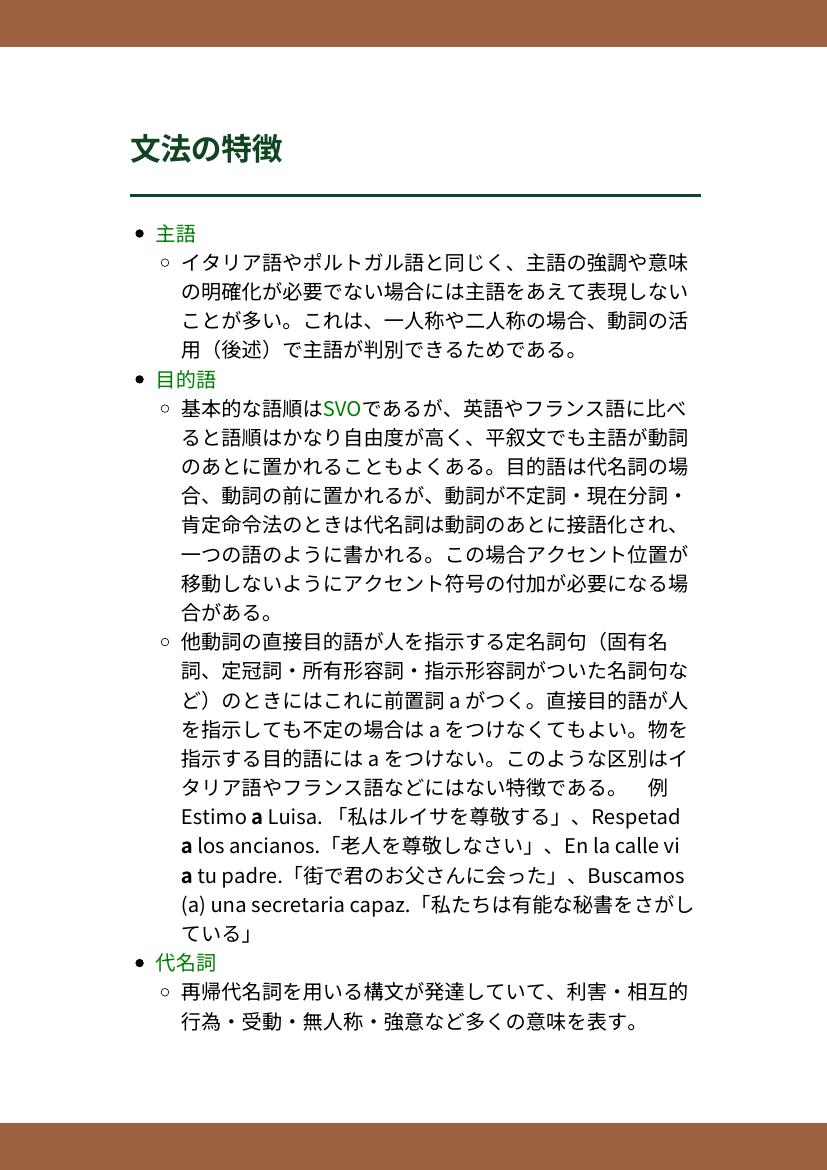 文法の特徴
主語
イタリア語やポルトガル語と同じく、主語の強調や意味
の明確化が必要でない場合には主語をあえて表現しない
ことが多い。これは、一人称や二人称の場合、動詞の活
用（後述）で主語が判別できるためである。
目的語
基本的な語順はSVOであるが、英語やフランス語に比べ
ると語順はかなり自由度が高く、平叙文でも主語が動詞
のあとに置かれることもよくある。目的語は代名詞の場
合、動詞の前に置かれるが、動詞が不定詞・現在分詞・
肯定命令法のときは代名詞は動詞のあとに接語化され、
一つの語のように書かれる。この場合アクセント位置が
移動しないようにアクセント符号の付加が必要になる場
合がある。
他動詞の直接目的語が人を指示する定名詞句（固有名
詞、定冠詞・所有形容詞・指示形容詞がついた名詞句な
ど）のときにはこれに前置詞 a がつく。直接目的語が人
を指示しても不定の場合は a をつけなくてもよい。物を
指示する目的語には a をつけない。このような区別はイ
タリア語やフランス語などにはない特徴である。　例
Estimo a Luisa. 「私はルイサを尊敬する」、Respetad
a los ancianos.「老人を尊敬しなさい」、En la calle vi
a tu padre.「街で君のお父さんに会った」、Buscamos
(a) una secretaria capaz.「私たちは有能な秘書をさがし
ている」
代名詞
再帰代名詞を用いる構文が発達していて、利害・相互的
行為・受動・無人称・強意など多くの意味を表す。